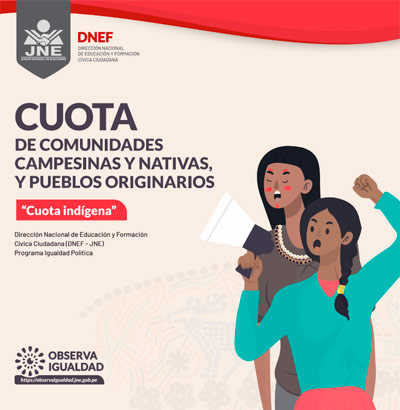 JNE
DNEF
DIRECCIÓN NACIONAL
DE EDUCACIÓN Y FORMACIÓN
CÍVICA CIUDADANA
CUOTA
DE COMUNIDADES
CAMPESINAS Y NATIVAS,
Y PUEBLOS ORIGINARIOS
“Cuota indígena”
Dirección Nacional de Educación y Formación
Cívica Ciudadana (DNEF - JNE)
Programa Igualdad Política
OBSERVA
IGUALDAD
https://observaigualdad.jne.gob.pe